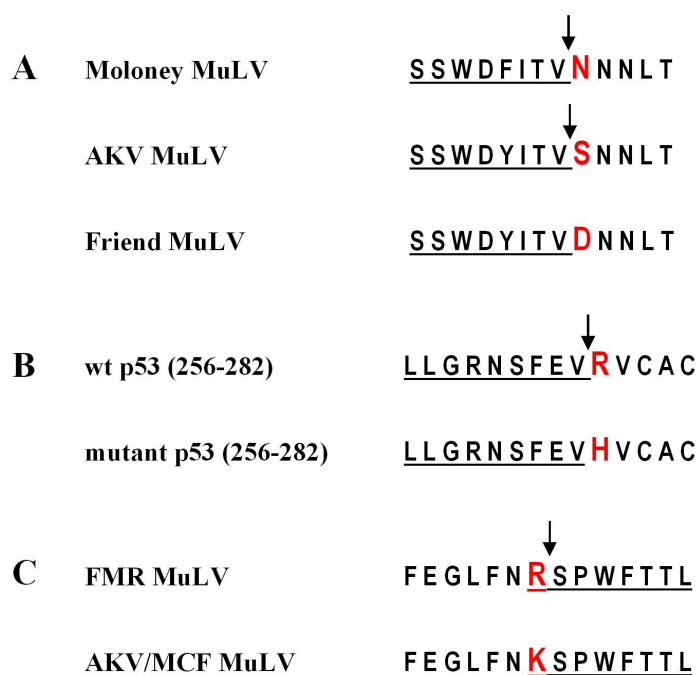 A Moloney MuLV SSWDFITVNNNLT
AKV MuLV SSWDYITVSNNLT
Friend MuLV SSWDYITVDNNLT
B wt p53 (256-282) LLGRNSFEVRVCAC
mutant p53 (256-282) LLGRNSFEVHVCAC
C FMR MuLV FEGLFNRSPWFTTL
AKV/MCF MuLV FEGLFNKSPWFTTL